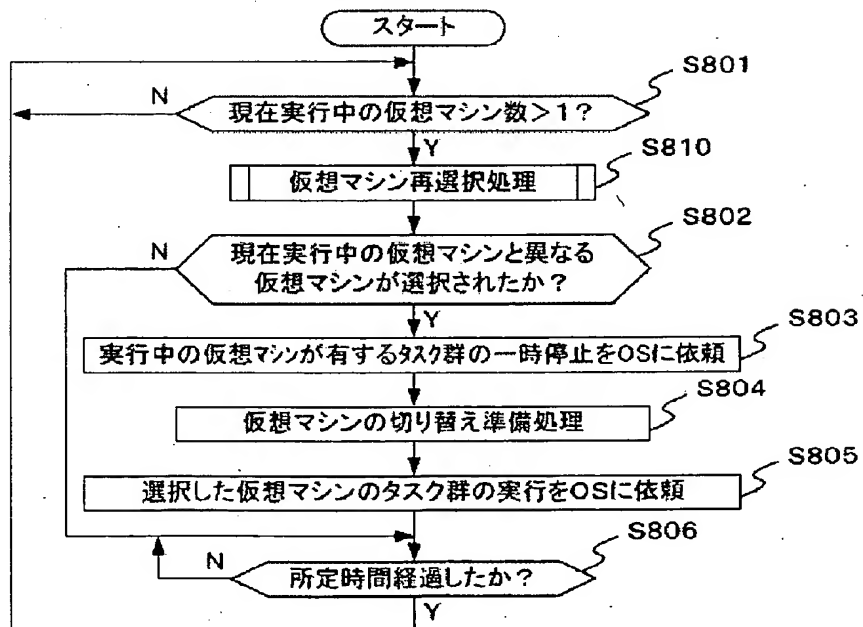 スタート
S801
N
現在実行中の仮想マシン数>1?
Y
S810
仮想マシン再選択処理
S802
N
現在実行中の仮想マシンと異なる
仮想マシンが選択されたか?
Y
S803
実行中の仮想マシンが有するタスク群の一時停止をOSに依頼
S804
仮想マシンの切り替え準備処理
S805
選択した仮想マシンのタスク群の実行をOSに依頼
S806
N
所定時間経過したか?
Y